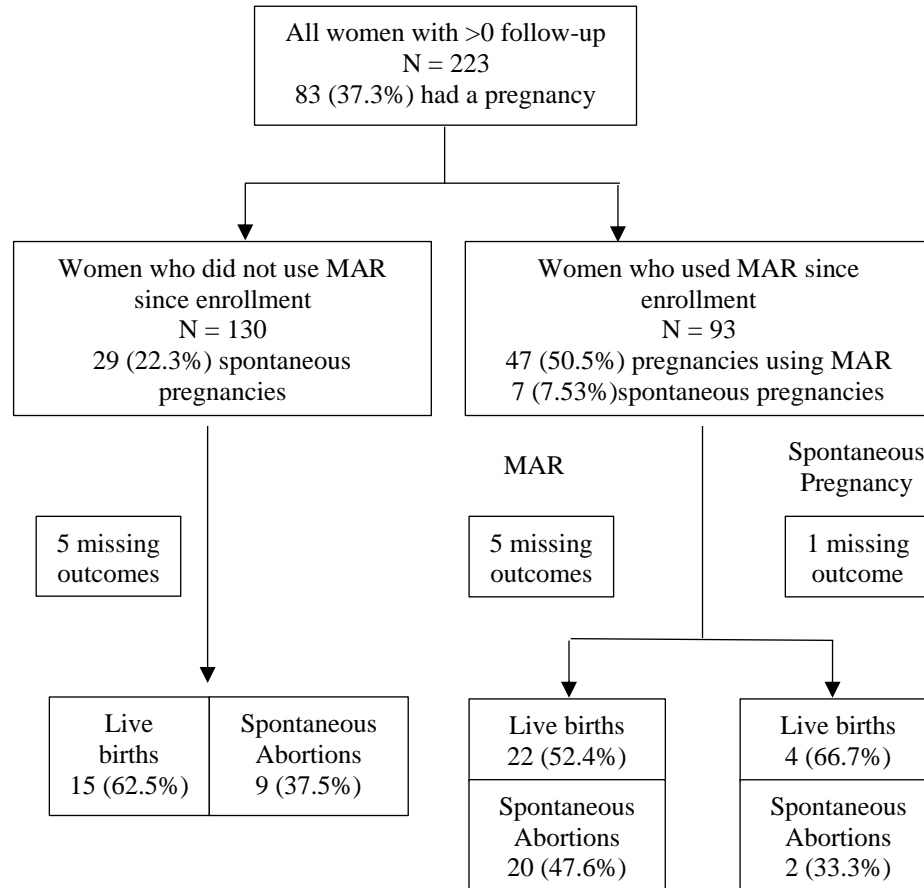 All women with >0 follow-up
N = 223
83 (37.3%) had a pregnancy
Women who did not use MAR
since enrollment
N = 130
29 (22.3%) spontaneous
pregnancies
Women who used MAR since
enrollment
N = 93
47 (50.5%) pregnancies using MAR
7 (7.53%)spontaneous pregnancies
MAR
Spontaneous
Pregnancy
5 missing
outcomes
5 missing
outcomes
1 missing
outcome
Live
births
15 (62.5%)
Spontaneous
Abortions
9 (37.5%)
Live births
22 (52.4%)
Spontaneous
Abortions
20 (47.6%)
Live births
4 (66.7%)
Spontaneous
Abortions
2 (33.3%)